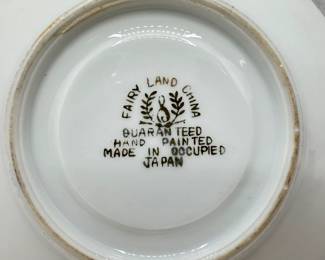 FAIRY LAND CHINA
S
GUARANTEED
HAND PAINTED
MADE IN OCCUPIED
JAPAN